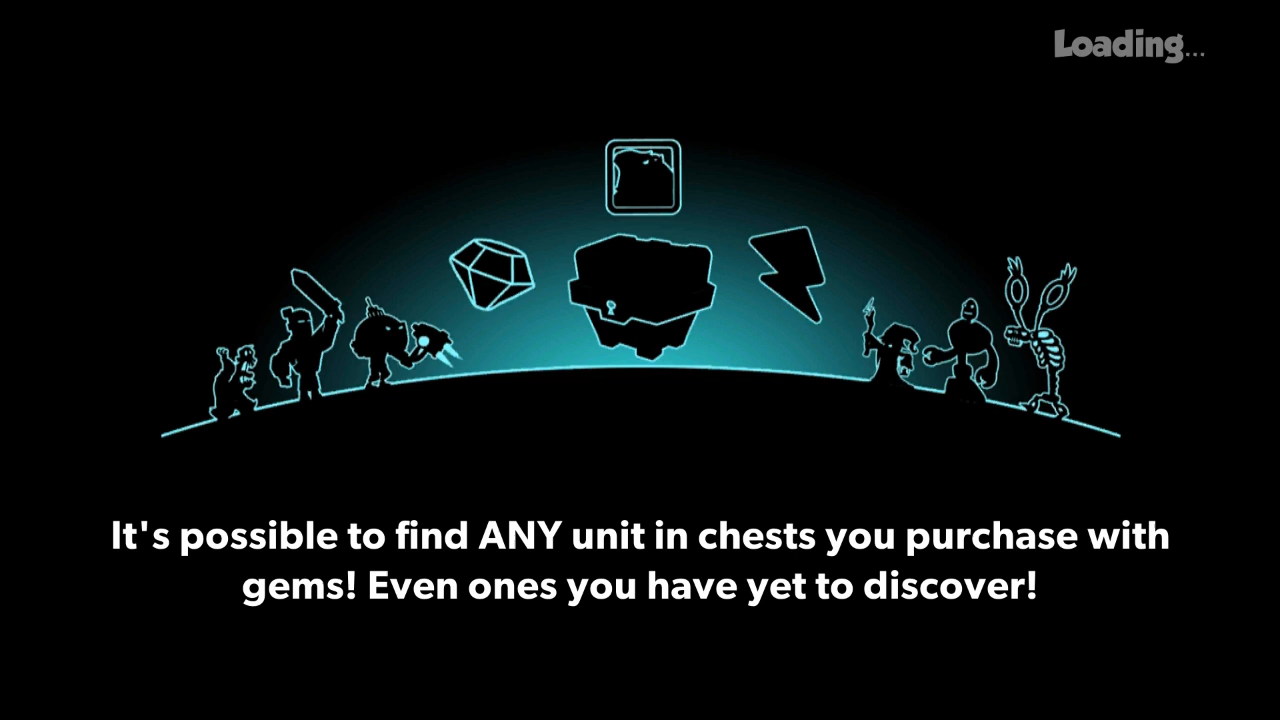 Loading...
It's possible to find ANY unit in chests you purchase with
gems! Even ones you have yet to discover!